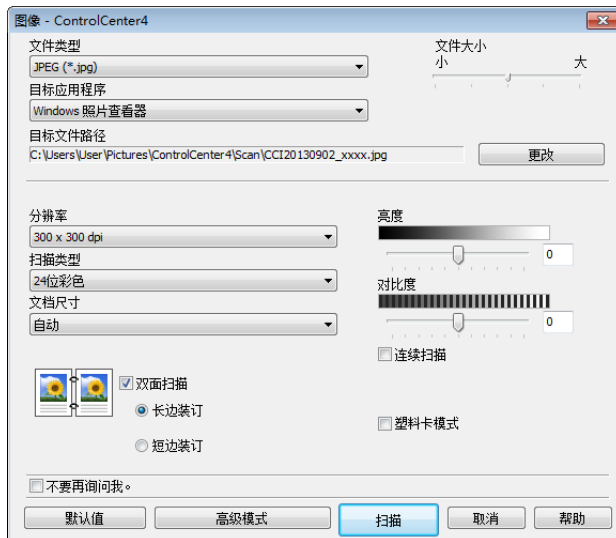 图像 - ControlCenter4
文件类型
文件大小
JPEG (*.jpg)
小
大
目标应用程序
Windows 照片查看器
目标文件路径
C:\Users\User\Pictures\ControlCenter4\Scan\CCI20130902_xxxx.jpg
更改
分辨率
亮度
300 x 300 dpi
0
扫描类型
24位彩色
对比度
文档尺寸
自动
0
连续扫描
双面扫描
长边装订
塑料卡模式
短边装订
不要再询问我。
默认值
高级模式
扫描
取消
帮助